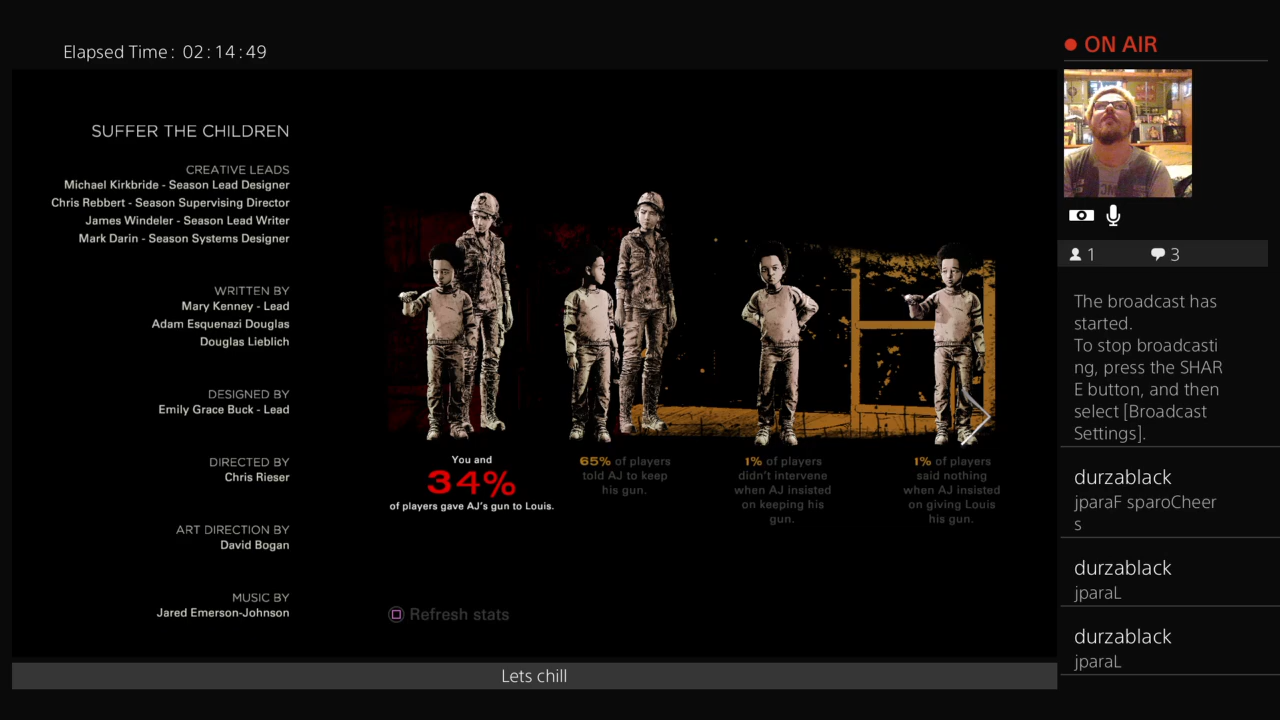 Elapsed Time: 02:14:49
SUFFER THE CHILDREN
CREATIVE LEADS
Michael Kirkbride - Season Lead Designer
Chris Rebbert - Season Supervising Director
James Windeler - Season Lead Writer
Mark Darin - Season Systems Designer
WRITTEN BY
Mary Kenney - Lead
Adam Esquenazi Douglas
Douglas Lieblich
DESIGNED BY
Emily Grace Buck - Lead
DIRECTED BY
Chris Rieser
ART DIRECTION BY
David Bogan
MUSIC BY
Jared Emerson-Johnson
You and
34%
of players gave AJ's gun to Louis.
65% of players
told AJ to keep
his gun.
1% of players
didn't intervene
when AJ insisted
on keeping his
gun.
1% of players
said nothing
when AJ insisted
on giving Louis
his gun.
Refresh stats
Lets chill
ON AIR
1
3
The broadcast has
started.
To stop broadcasti
ng, press the SHAR
E button, and then
select [Broadcast
Settings].
durzablack
jparaF sparoCheer
s
durzablack
jparaL
durzablack
jparaL